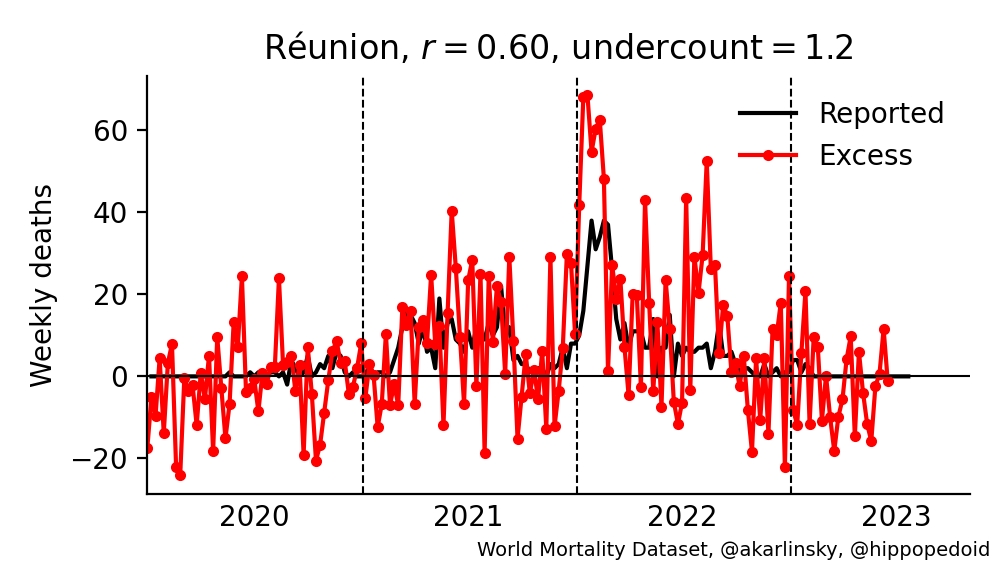 Réunion, r = 0.60, undercount = 1.2
Reported
Excess
Weekly deaths
60
40
20
0
−20
2020 2021 2022 2023
World Mortality Dataset, @akarlinsky, @hippopedoid